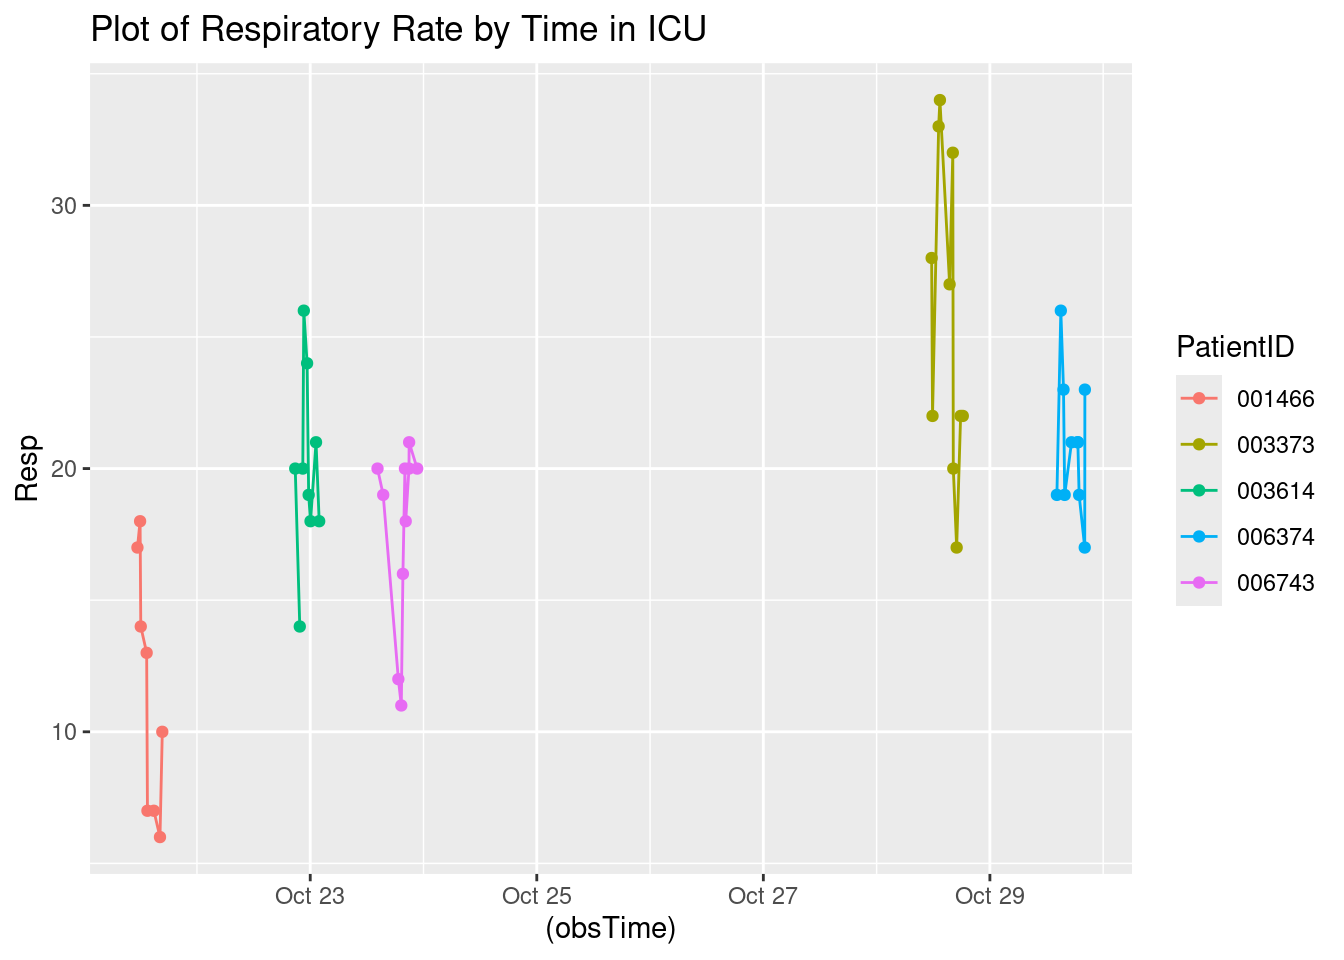 Plot of Respiratory Rate by Time in ICU
Resp
30
20
10
Oct 23
Oct 25
Oct 27
Oct 29
(obsTime)
PatientID
001466
003373
003614
006374
006743